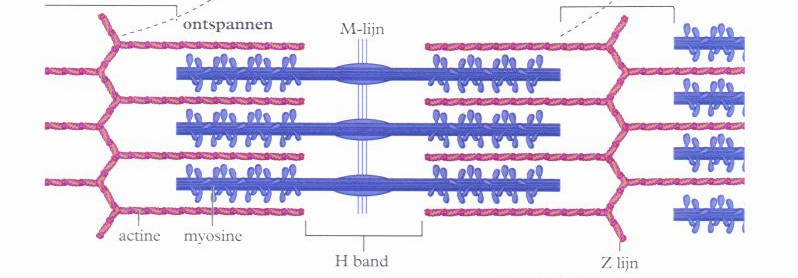 ontspannen
M-lijn
actine
myosine
H band
Z lijn